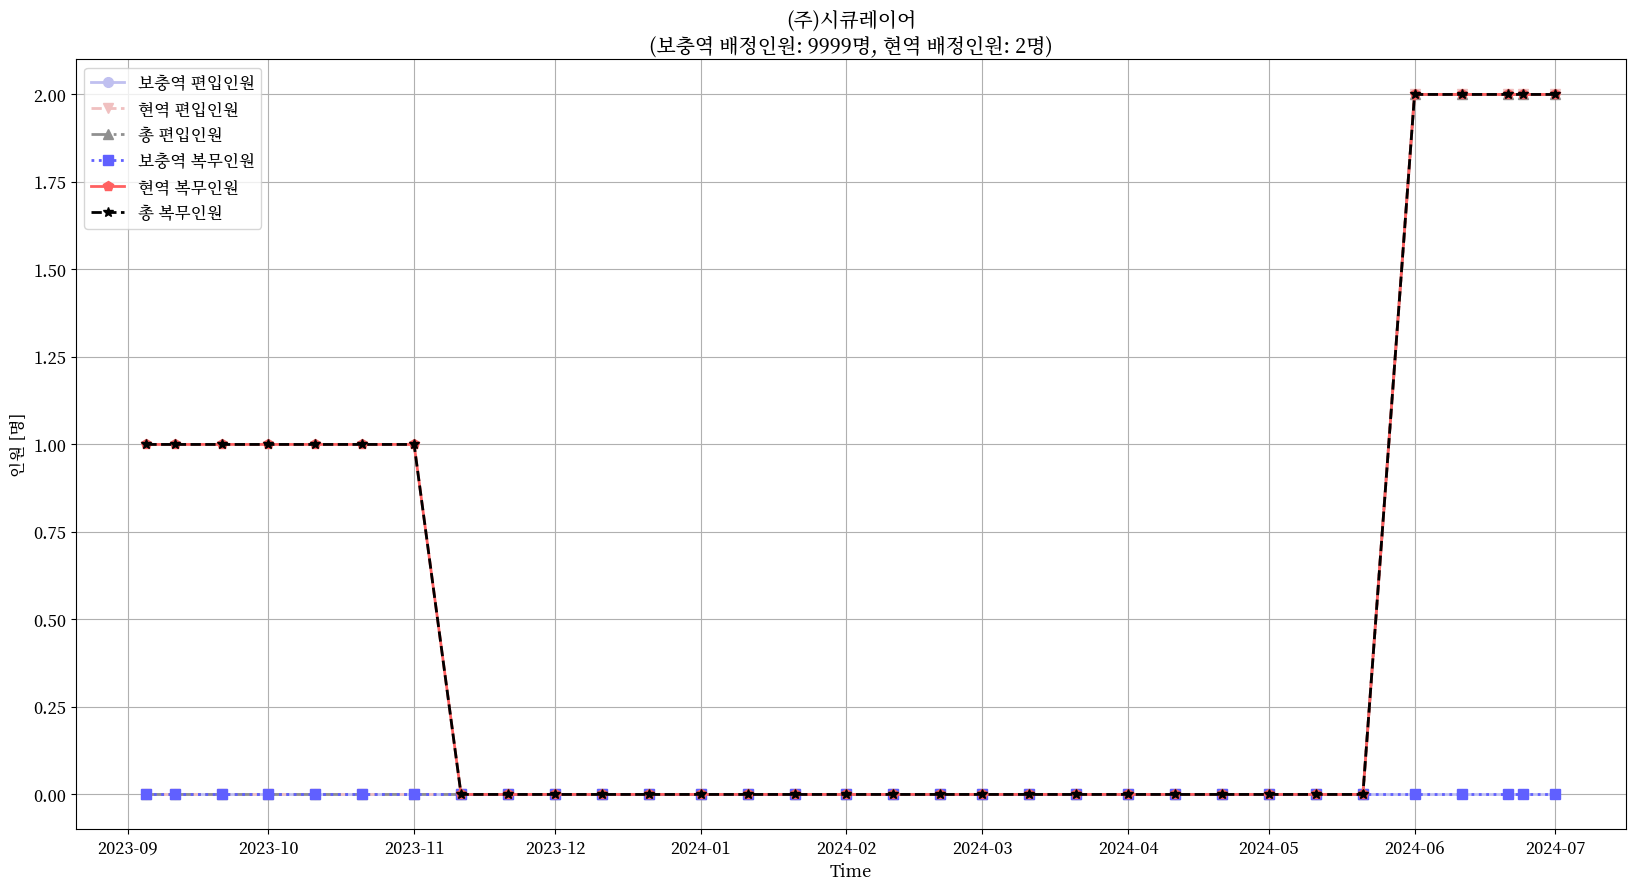 (주)시큐레이어
(보충역 배정인원: 9999명, 현역 배정인원: 2명)
보충역 편입인원
현역 편입인원
총 편입인원
보충역 복무인원
현역 복무인원
총 복무인원
인원 [명]
2.00
1.75
1.50
1.25
1.00
0.75
0.50
0.25
0.00
2023-09 2023-10 2023-11 2023-12 2024-01 2024-02 2024-03 2024-04 2024-05 2024-06 2024-07
Time